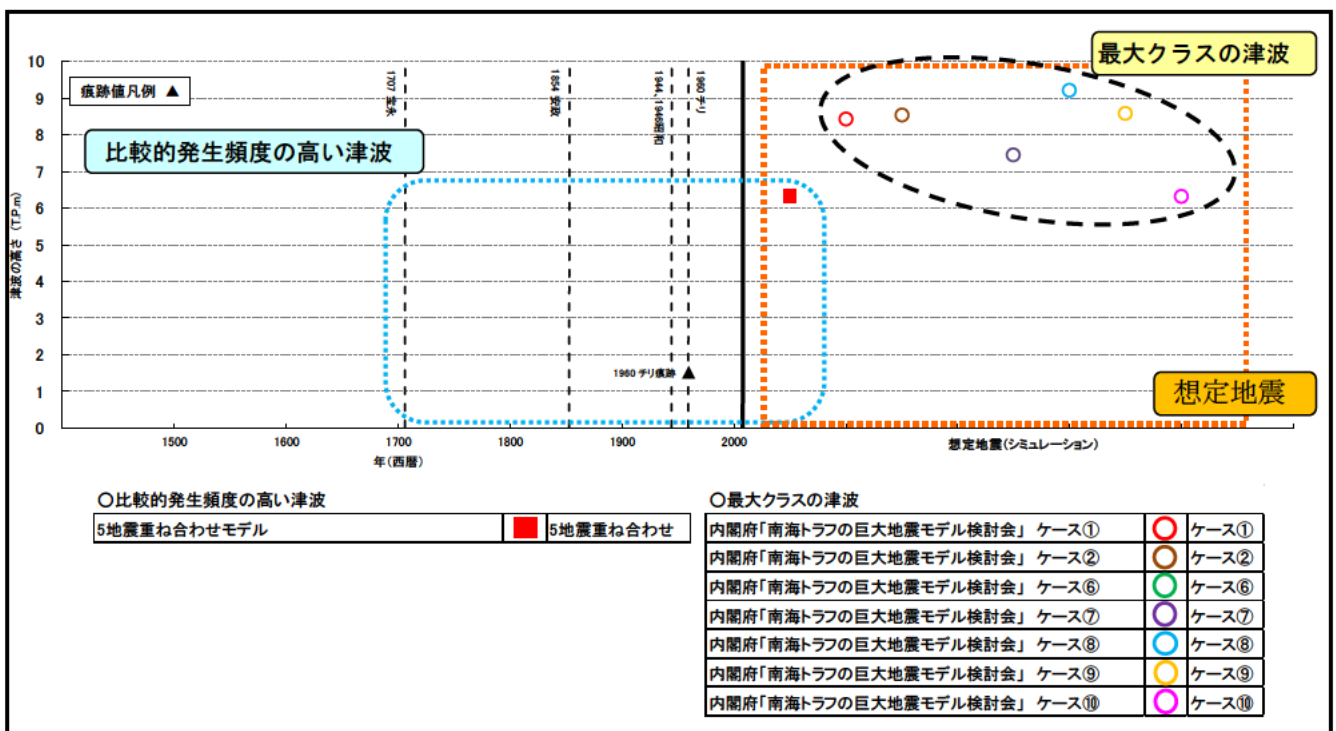 最大クラスの津波
痕跡値凡例 ▲
1707 宝永
1854 安政
1944、1946昭和
1960 チリ
比較的発生頻度の高い津波
津波の高さ (T.P.m)
10
9
8
7
6
5
4
3
2
1
0
1960 チリ痕跡 ▲
想定地震
1500 1600 1700 1800 1900 2000
年(西暦)
想定地震(シミュレーション)
〇比較的発生頻度の高い津波
5地震重ね合わせモデル 5地震重ね合わせ
〇最大クラスの津波
内閣府「南海トラフの巨大地震モデル検討会」 ケース① ケース①
内閣府「南海トラフの巨大地震モデル検討会」 ケース② ケース②
内閣府「南海トラフの巨大地震モデル検討会」 ケース⑥ ケース⑥
内閣府「南海トラフの巨大地震モデル検討会」 ケース⑦ ケース⑦
内閣府「南海トラフの巨大地震モデル検討会」 ケース⑧ ケース⑧
内閣府「南海トラフの巨大地震モデル検討会」 ケース⑨ ケース⑨
内閣府「南海トラフの巨大地震モデル検討会」 ケース⑩ ケース⑩